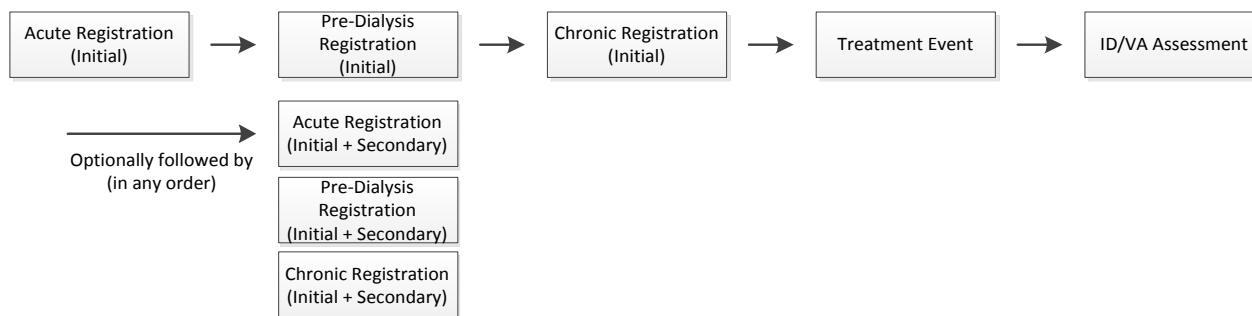 Acute Registration
(Initial)
Pre-Dialysis
Registration
(Initial)
Chronic Registration
(Initial)
Treatment Event
ID/VA Assessment
Optionally followed by
(in any order)
Acute Registration
(Initial + Secondary)
Pre-Dialysis
Registration
(Initial + Secondary)
Chronic Registration
(Initial + Secondary)